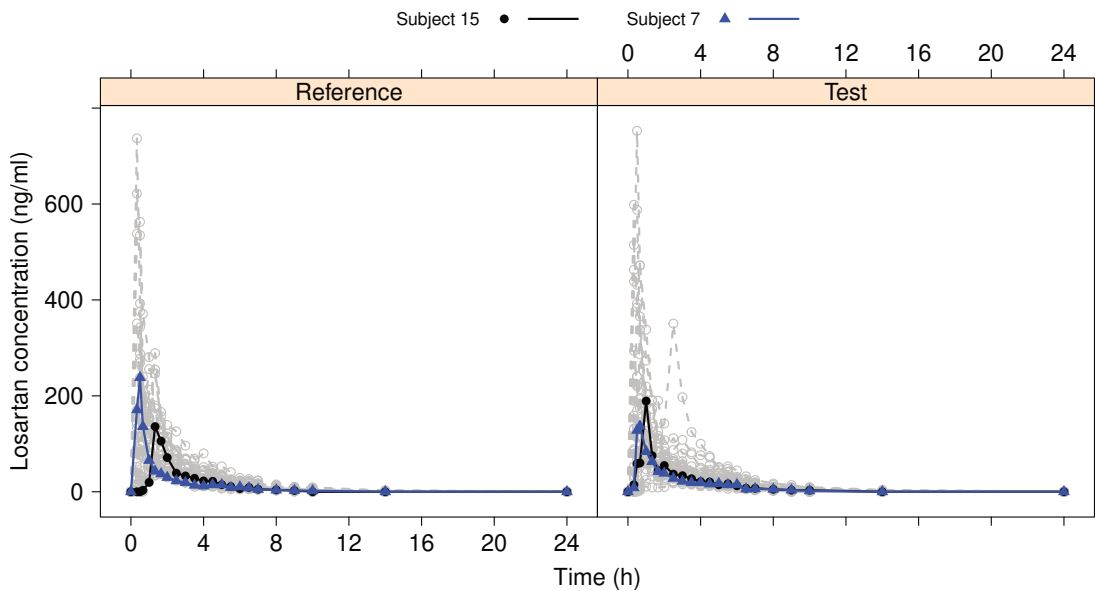 Subject 15 Subject 7
0 4 8 12 16 20 24
Reference Test
Losartan concentration (ng/ml)
600
400
200
0
0 4 8 12 16 20 24
Time (h)